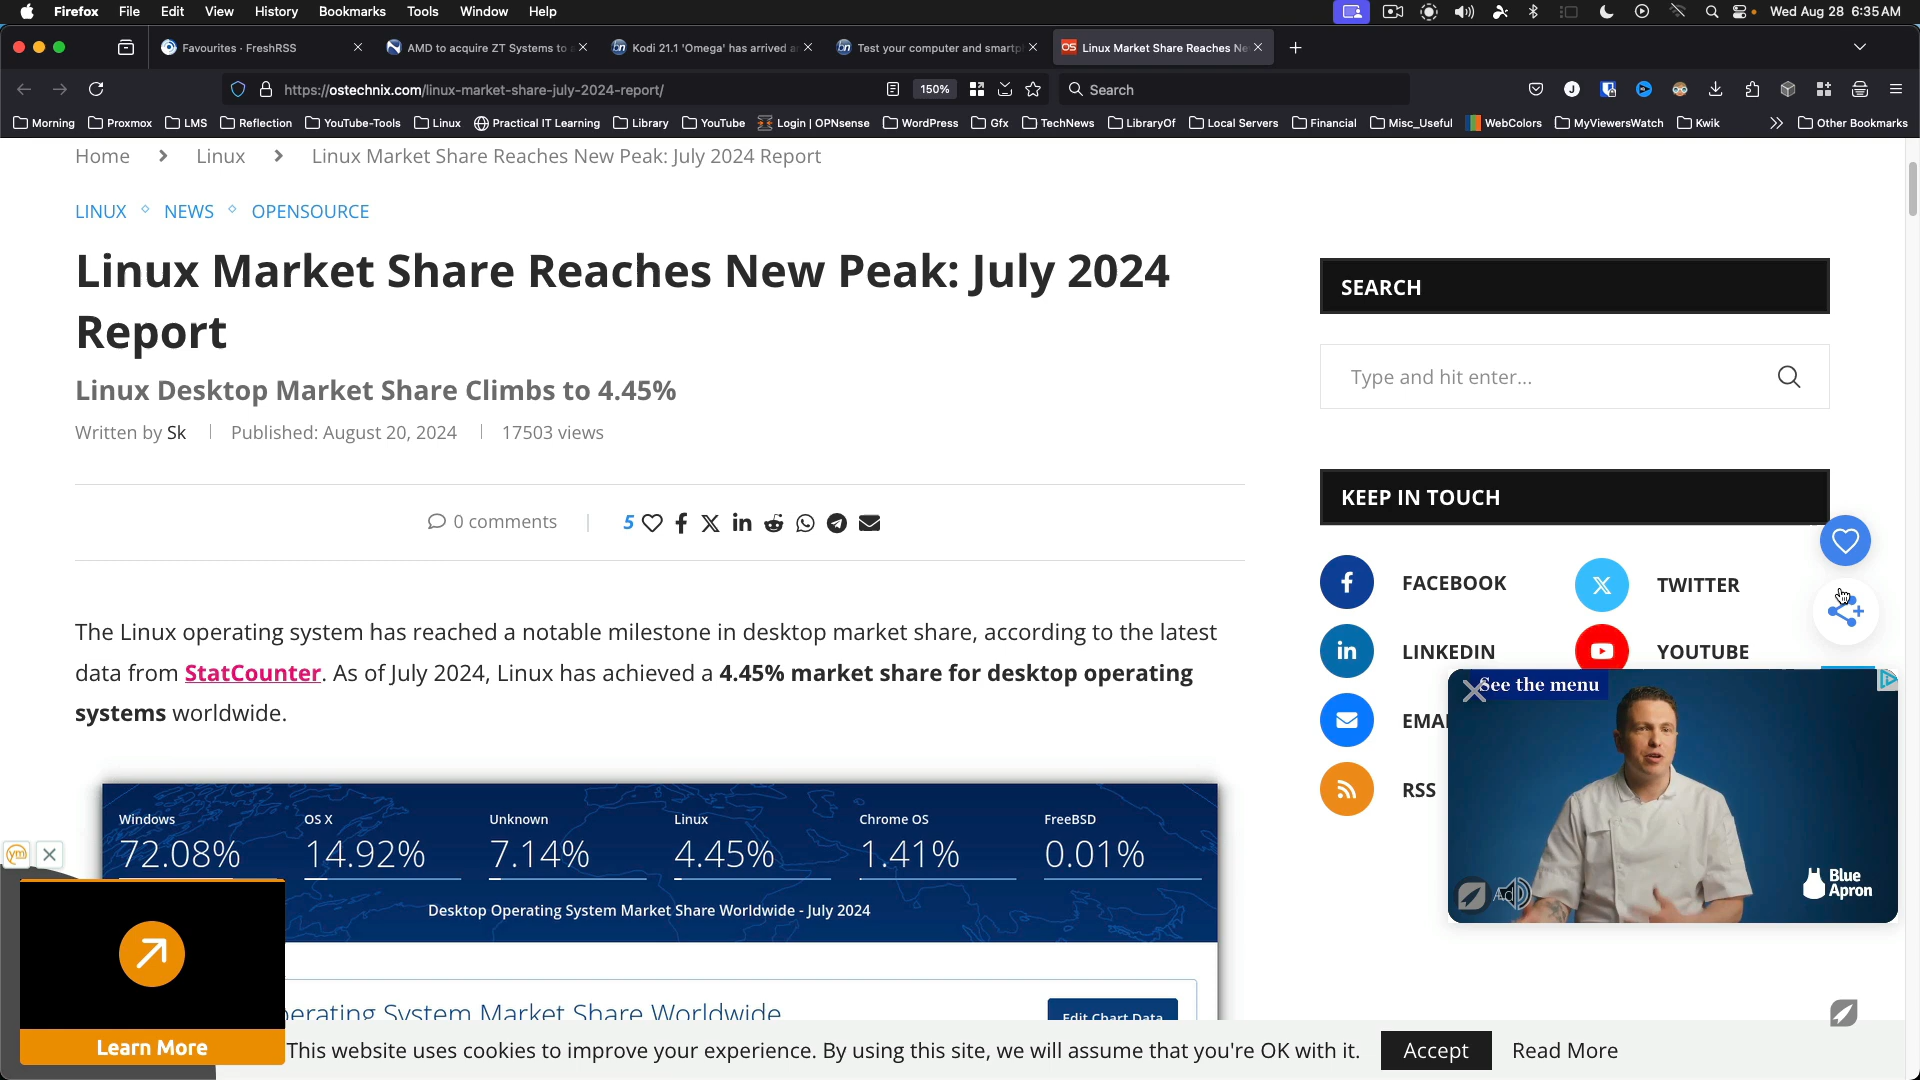 Firefox File Edit View History Bookmarks Tools Window Help Wed Aug 28 6:35 AM
Favourites · FreshRSS
AMD to acquire ZT Systems to
Kodi 21.1 'Omega' has arrived a
Test your computer and smartp
OS Linux Market Share Reaches Ne
https://ostechnix.com/linux-market-share-july-2024-report/ 150% Search
Morning Proxmox LMS Reflection YouTube-Tools Linux Practical IT Learning Library YouTube Login | OPNsense WordPress Gfx TechNews LibraryOf Local Servers Financial Misc_Useful WebColors MyViewersWatch Kwik Other Bookmarks
Home > Linux > Linux Market Share Reaches New Peak: July 2024 Report
LINUX NEWS OPENSOURCE
Linux Market Share Reaches New Peak: July 2024
Report
Linux Desktop Market Share Climbs to 4.45%
Written by Sk | Published: August 20, 2024 | 17503 views
0 comments 5
The Linux operating system has reached a notable milestone in desktop market share, according to the latest
data from StatCounter. As of July 2024, Linux has achieved a 4.45% market share for desktop operating
systems worldwide.
Windows OS X Unknown Linux Chrome OS FreeBSD
72.08% 14.92% 7.14% 4.45% 1.41% 0.01%
Desktop Operating System Market Share Worldwide - July 2024
perating System Market Share Worldwide
Edit Chart Data
SEARCH
Type and hit enter...
KEEP IN TOUCH
FACEBOOK TWITTER
LINKEDIN YOUTUBE
EMAI
RSS
See the menu
Blue
Apron
ym
Learn More
This website uses cookies to improve your experience. By using this site, we will assume that you're OK with it. Accept Read More